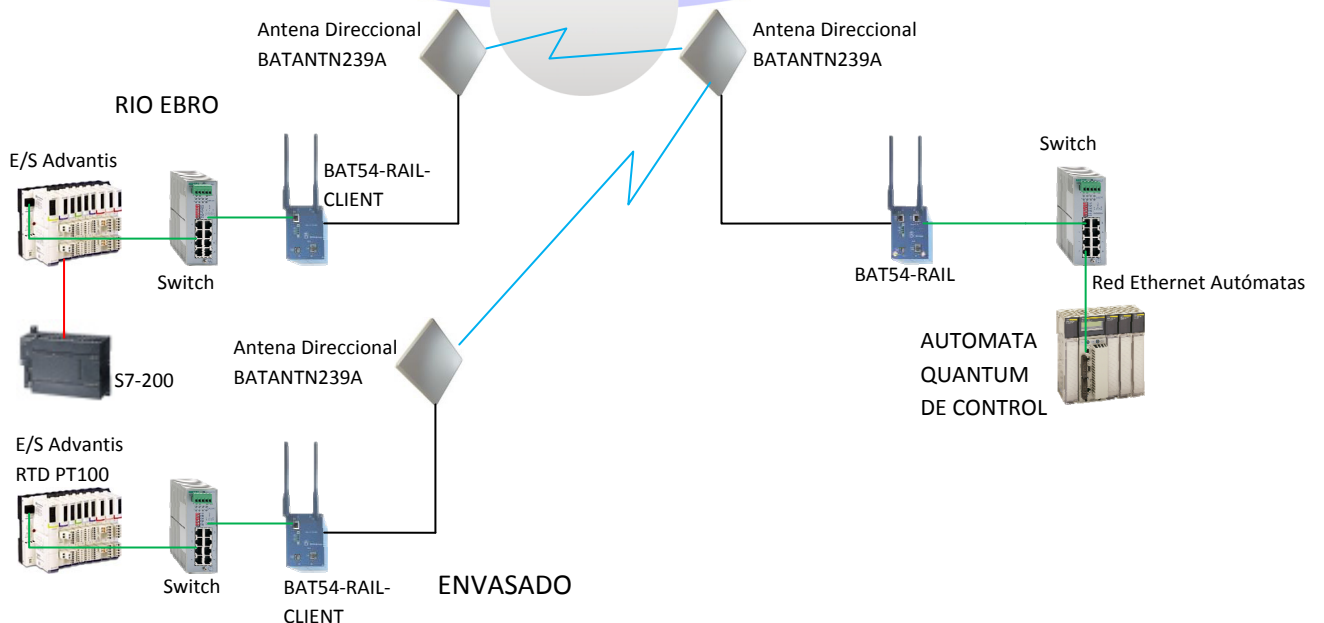 Antena Direccional
BATANTN239A
Antena Direccional
BATANTN239A
RIO EBRO
E/S Advantis
BAT54-RAIL-
CLIENT
Switch
Switch
BAT54-RAIL
Red Ethernet Autómatas
S7-200
Antena Direccional
BATANTN239A
AUTOMATA
QUANTUM
DE CONTROL
E/S Advantis
RTD PT100
Switch
BAT54-RAIL-
CLIENT
ENVASADO